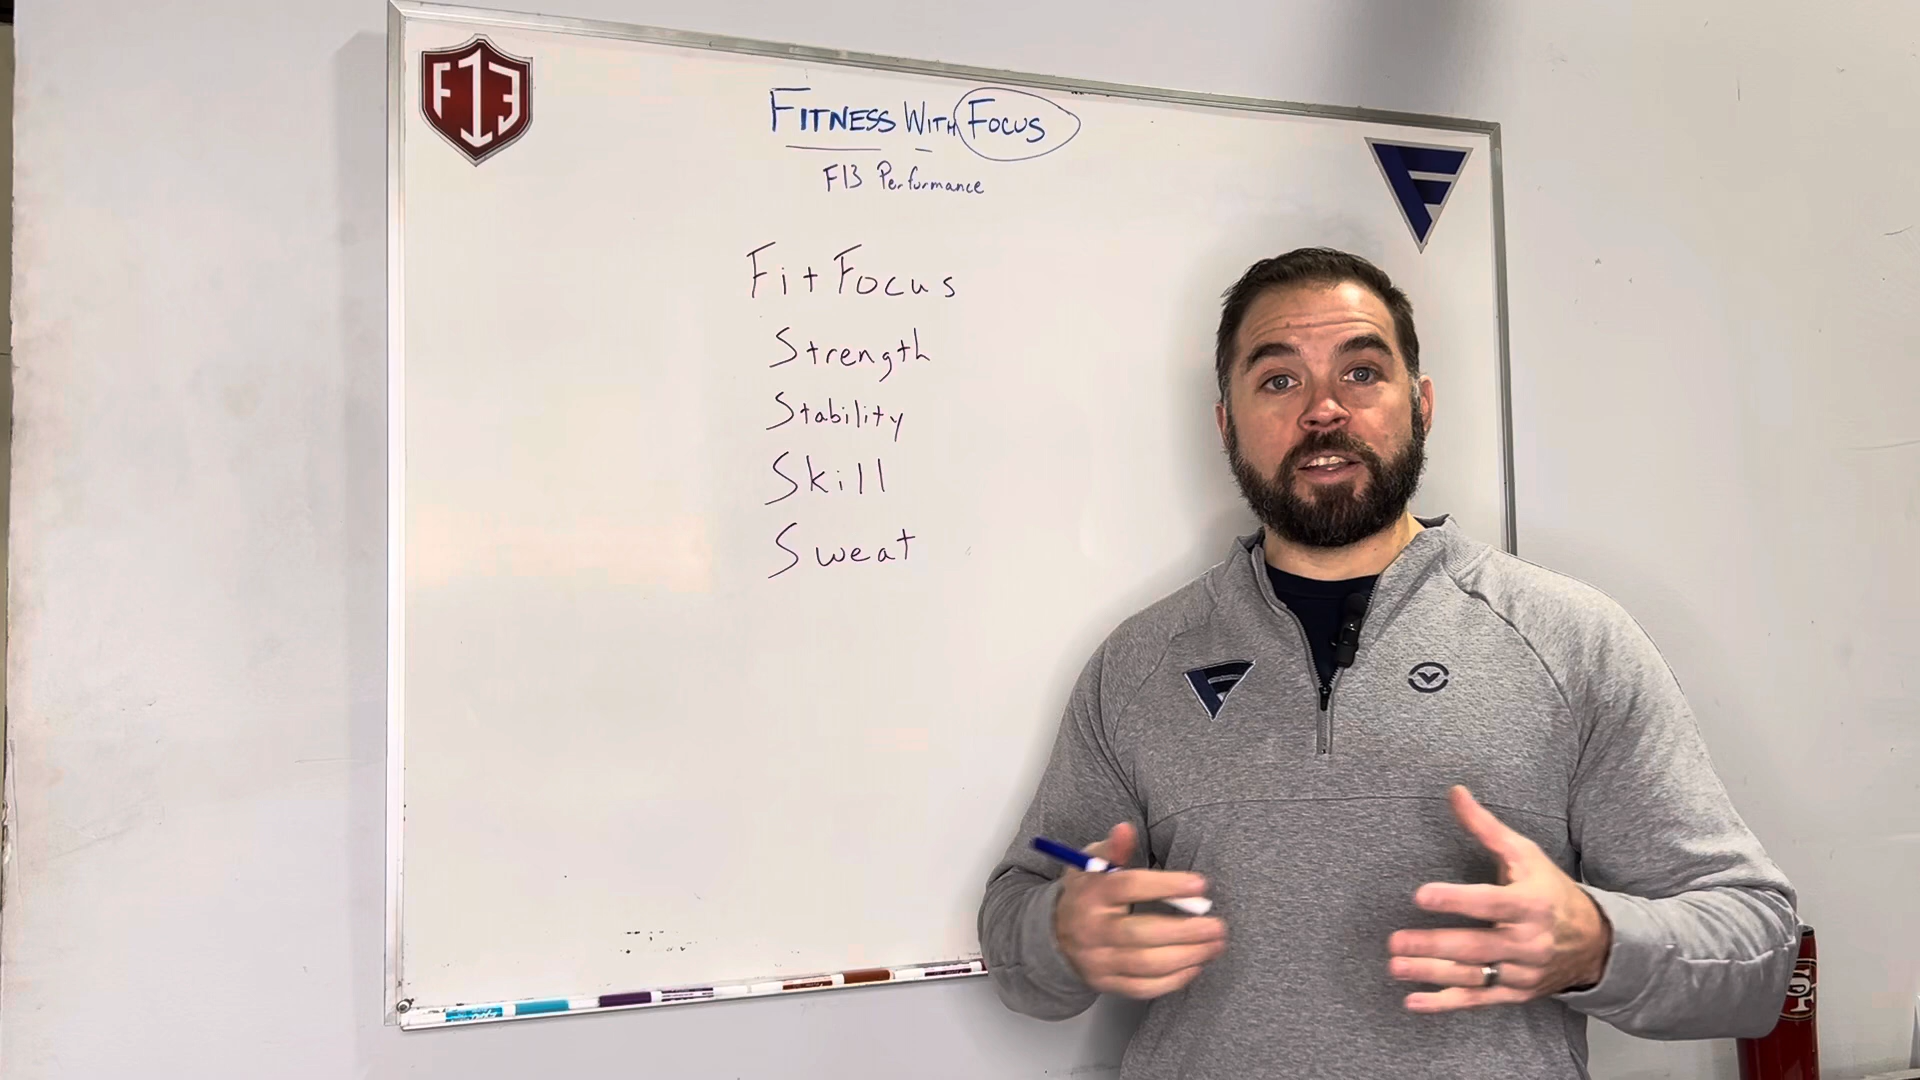 F13
FITNESS WITH FOCUS
F13 Performance
Fit Focus
Strength
Stability
Skill
Sweat
F
F